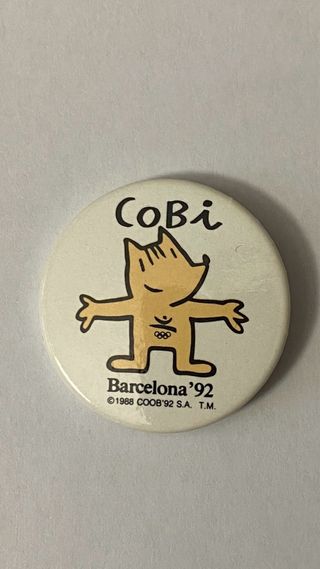 COBi
Barcelona '92
©1988 COOB'92 S.A. T.M.